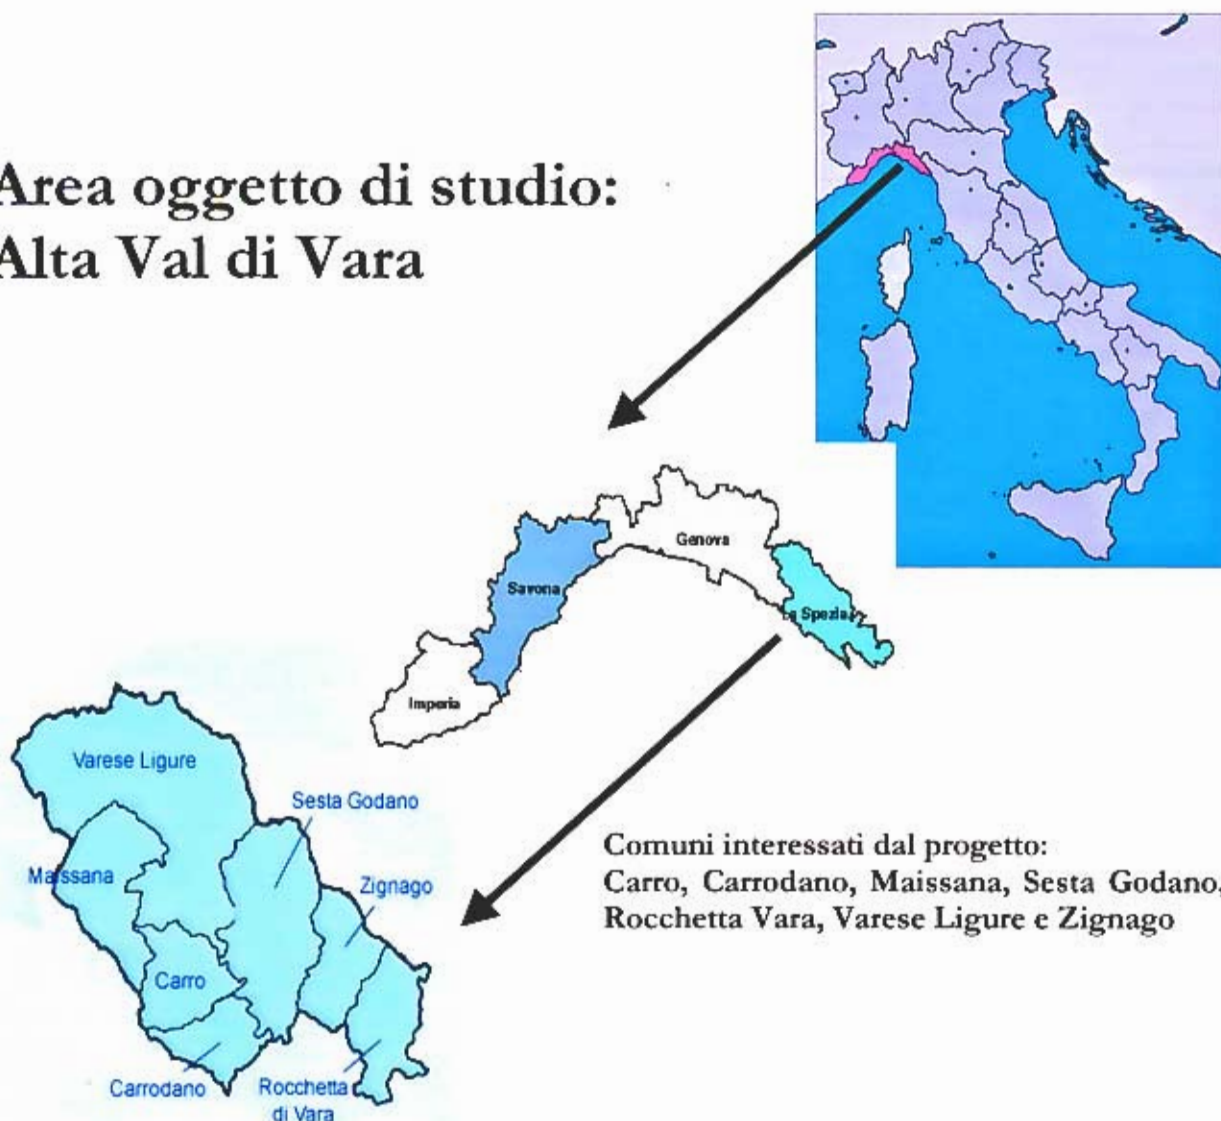 Area oggetto di studio:
Alta Val di Vara
Genova
Savona
La Spezia
Imperia
Varese Ligure
Sesta Godano
Maissana
Zignago
Carro
Carrodano
Rocchetta
di Vara
Comuni interessati dal progetto:
Carro, Carrodano, Maissana, Sesta Godano,
Rocchetta Vara, Varese Ligure e Zignago